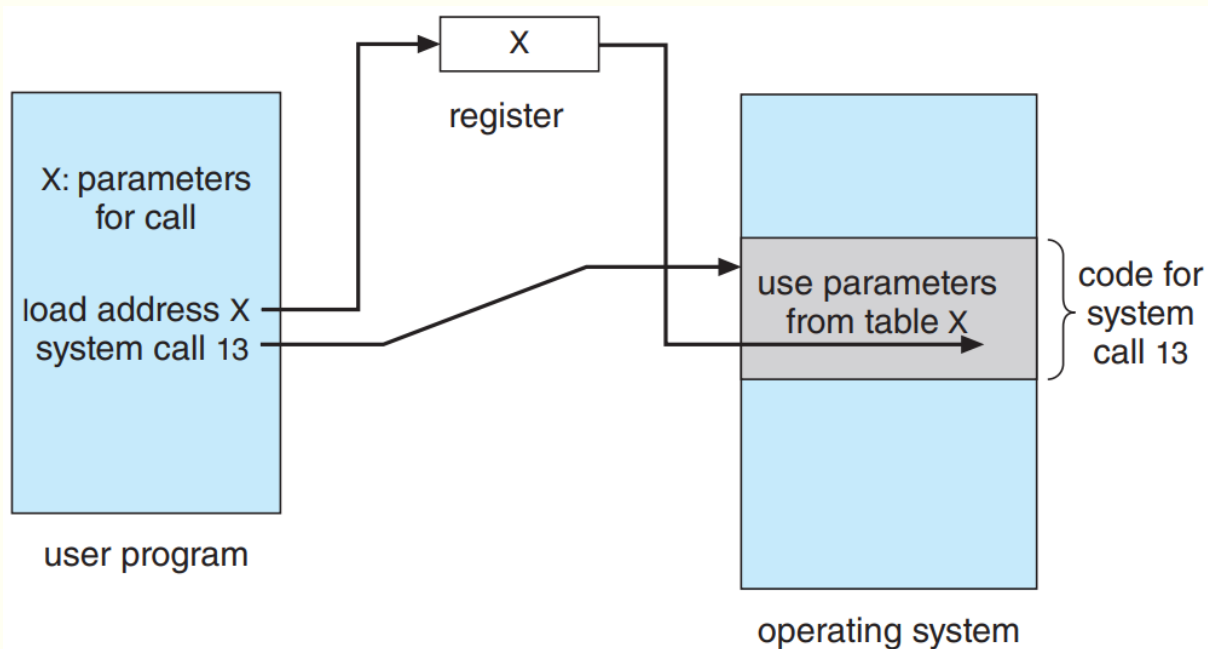 X
register
X: parameters
for call
load address X
system call 13
user program
use parameters
from table X
code for
system
call 13
operating system